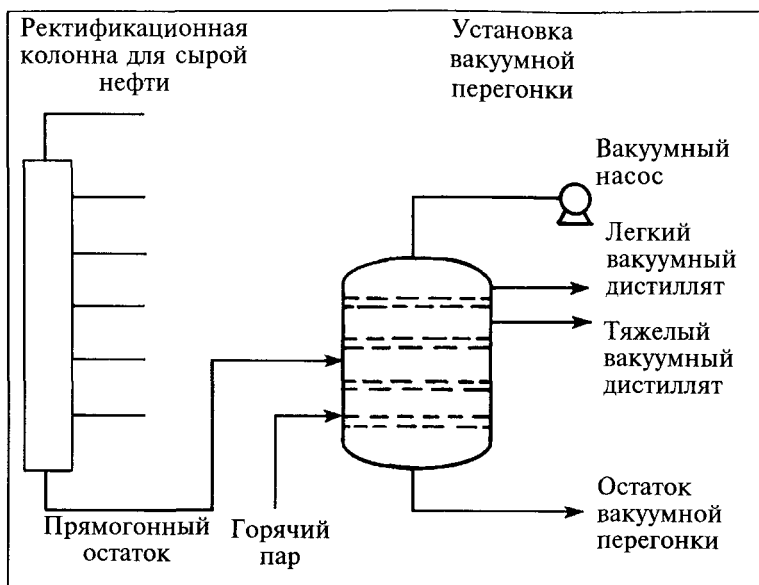 Ректификационная
колонна для сырой
нефти
Установка
вакуумной
перегонки
Вакуумный
насос
Легкий
вакуумный
дистиллят
Тяжелый
вакуумный
дистиллят
Остаток
вакуумной
перегонки
Прямогонный
остаток
Горячий
пар